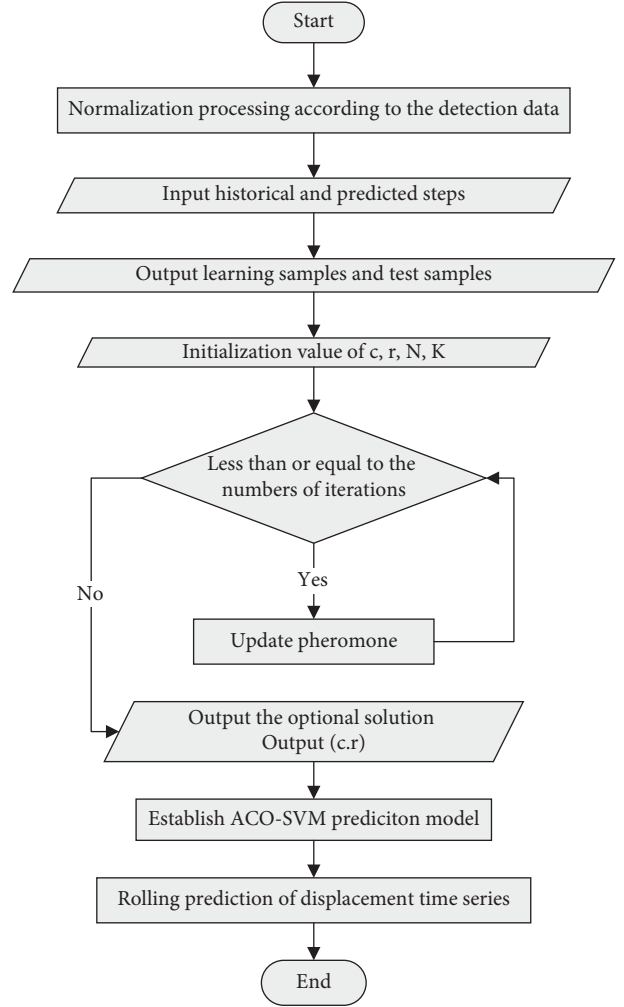 Start
Normalization processing according to the detection data
Input historical and predicted steps
Output learning samples and test samples
Initialization value of c, r, N, K
Less than or equal to the
numbers of iterations
Yes
No
Update pheromone
Output the optional solution
Output (c.r)
Establish ACO-SVM prediciton model
Rolling prediction of displacement time series
End